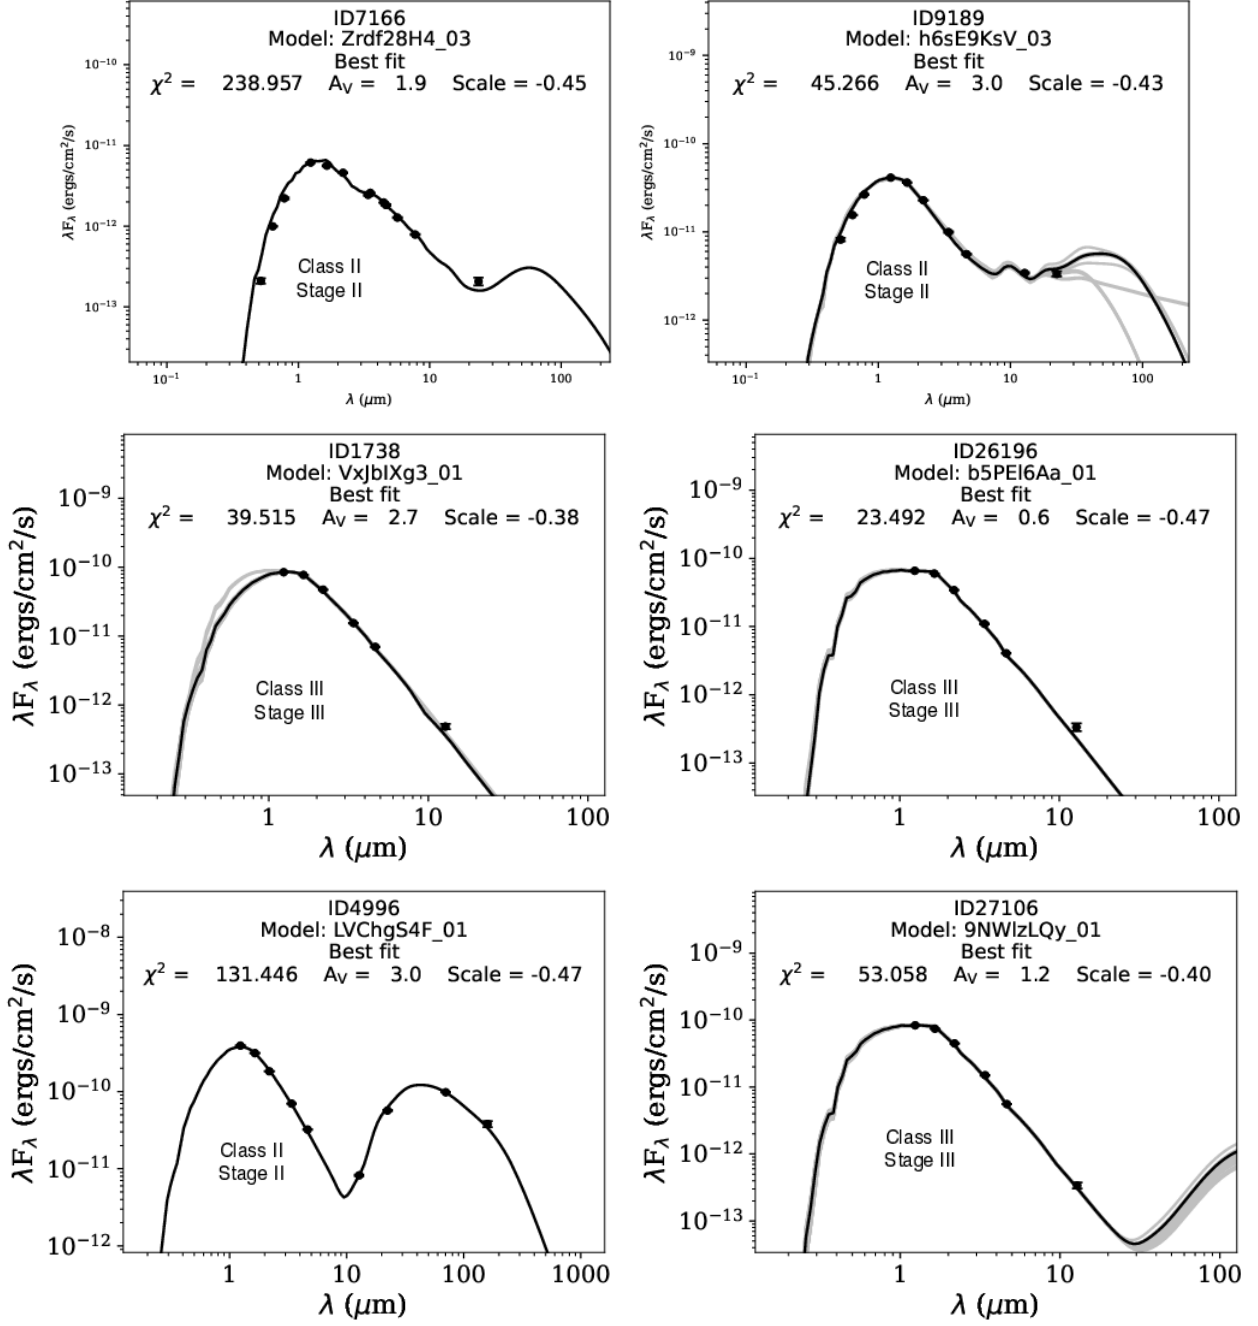 ID7166
Model: Zrdf28H4_03
Best fit
χ² = 238.957 A_V = 1.9 Scale = -0.45
10⁻¹⁰
10⁻¹¹
10⁻¹²
10⁻¹³
λF_λ (ergs/cm²/s)
Class II
Stage II
10⁻¹ 1 10 100
λ (μm)
ID9189
Model: h6sE9KsV_03
Best fit
χ² = 45.266 A_V = 3.0 Scale = -0.43
10⁻⁹
10⁻¹⁰
10⁻¹¹
10⁻¹²
λF_λ (ergs/cm²/s)
Class II
Stage II
10⁻¹ 1 10 100
λ (μm)
ID1738
Model: VxJbIXg3_01
Best fit
χ² = 39.515 A_V = 2.7 Scale = -0.38
10⁻⁹
10⁻¹⁰
10⁻¹¹
10⁻¹²
10⁻¹³
λF_λ (ergs/cm²/s)
Class III
Stage III
1 10 100
λ (μm)
ID26196
Model: b5PEl6Aa_01
Best fit
χ² = 23.492 A_V = 0.6 Scale = -0.47
10⁻⁹
10⁻¹⁰
10⁻¹¹
10⁻¹²
10⁻¹³
λF_λ (ergs/cm²/s)
Class III
Stage III
1 10 100
λ (μm)
ID4996
Model: LVChgS4F_01
Best fit
χ² = 131.446 A_V = 3.0 Scale = -0.47
10⁻⁸
10⁻⁹
10⁻¹⁰
10⁻¹¹
10⁻¹²
λF_λ (ergs/cm²/s)
Class II
Stage II
1 10 100 1000
λ (μm)
ID27106
Model: 9NWlzLQy_01
Best fit
χ² = 53.058 A_V = 1.2 Scale = -0.40
10⁻⁹
10⁻¹⁰
10⁻¹¹
10⁻¹²
10⁻¹³
λF_λ (ergs/cm²/s)
Class III
Stage III
1 10 100
λ (μm)